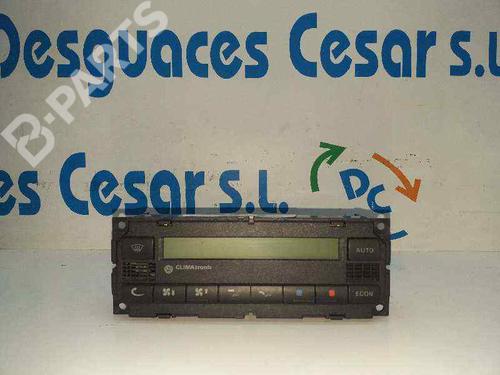 Desguaces Cesar s.L
B-PARTS
es Cesar S.L.
DC
AUTO
CLIMAtronic
ECON